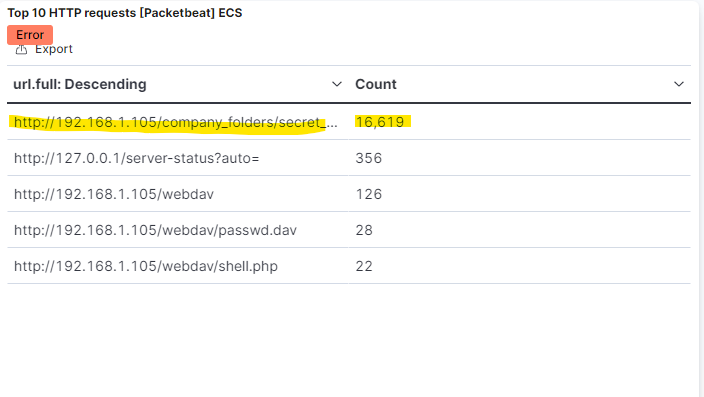 Top 10 HTTP requests [Packetbeat] ECS
Error
Export
url.full: Descending Count
http://192.168.1.105/company_folders/secret_... 16,619
http://127.0.0.1/server-status?auto= 356
http://192.168.1.105/webdav 126
http://192.168.1.105/webdav/passwd.dav 28
http://192.168.1.105/webdav/shell.php 22